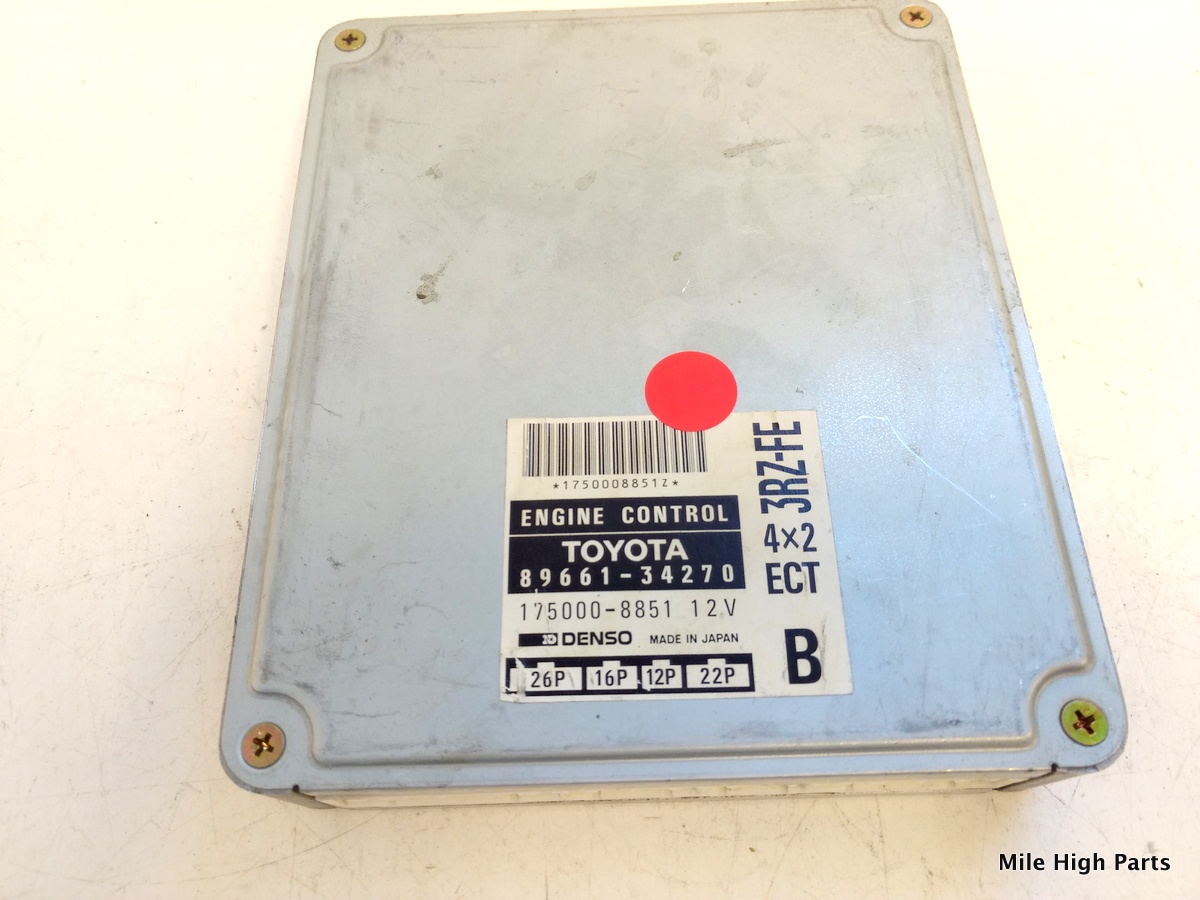 *1750008851Z*
ENGINE CONTROL
TOYOTA
89661-34270
175000-8851 12V
DENSO MADE IN JAPAN
26P 16P 12P 22P
3RZ-FE
4×2
ECT
B
Mile High Parts